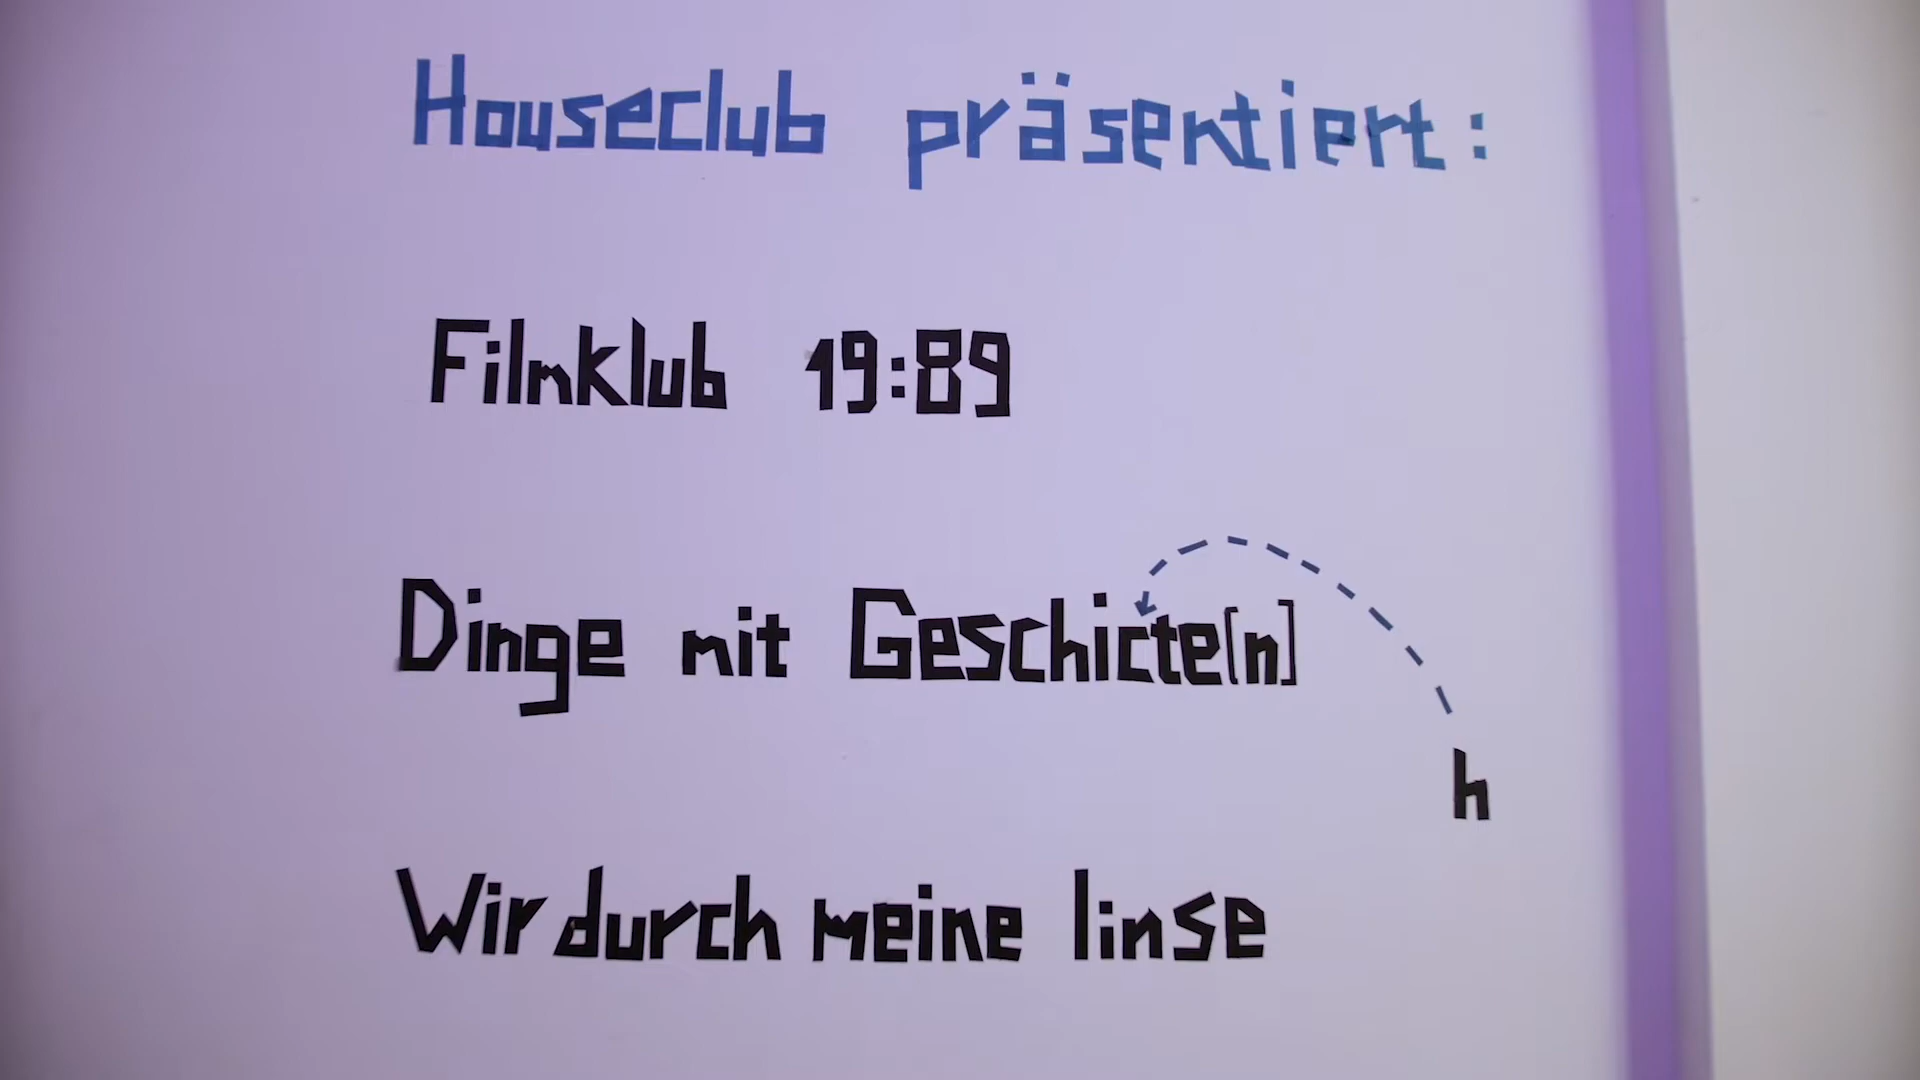 Houseclub präsentiert:
Filmklub 19:89
Dinge mit Geschicte[n]
h
Wir durch meine linse